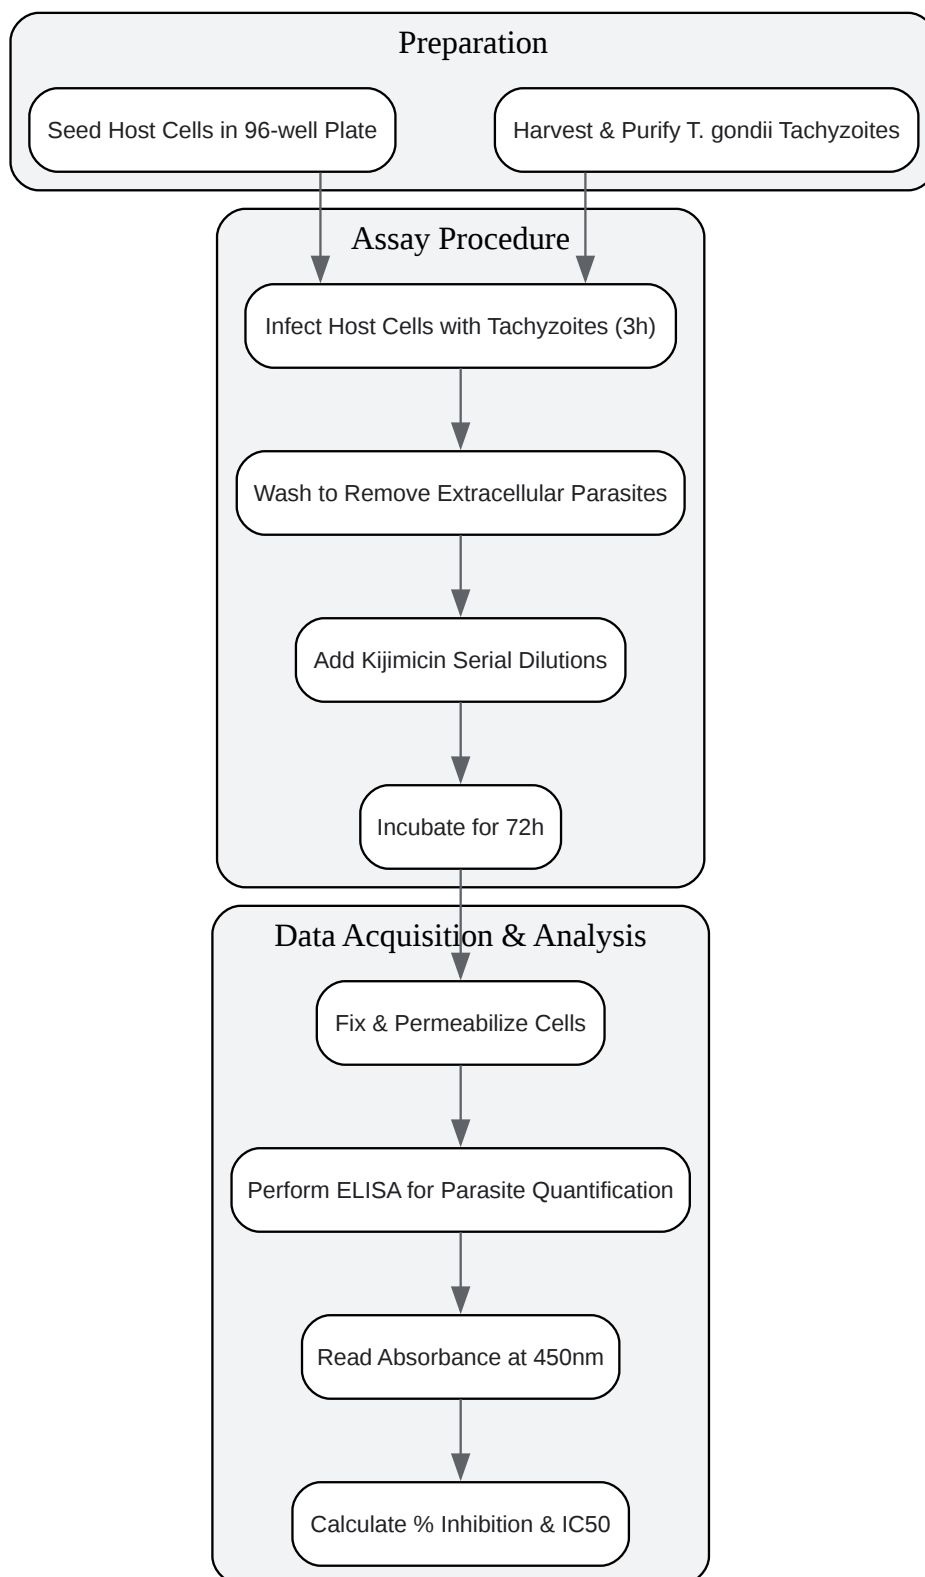 Preparation
Seed Host Cells in 96-well Plate
Harvest & Purify T. gondii Tachyzoites
Assay Procedure
Infect Host Cells with Tachyzoites (3h)
Wash to Remove Extracellular Parasites
Add Kijimicin Serial Dilutions
Incubate for 72h
Data Acquisition & Analysis
Fix & Permeabilize Cells
Perform ELISA for Parasite Quantification
Read Absorbance at 450nm
Calculate % Inhibition & IC50